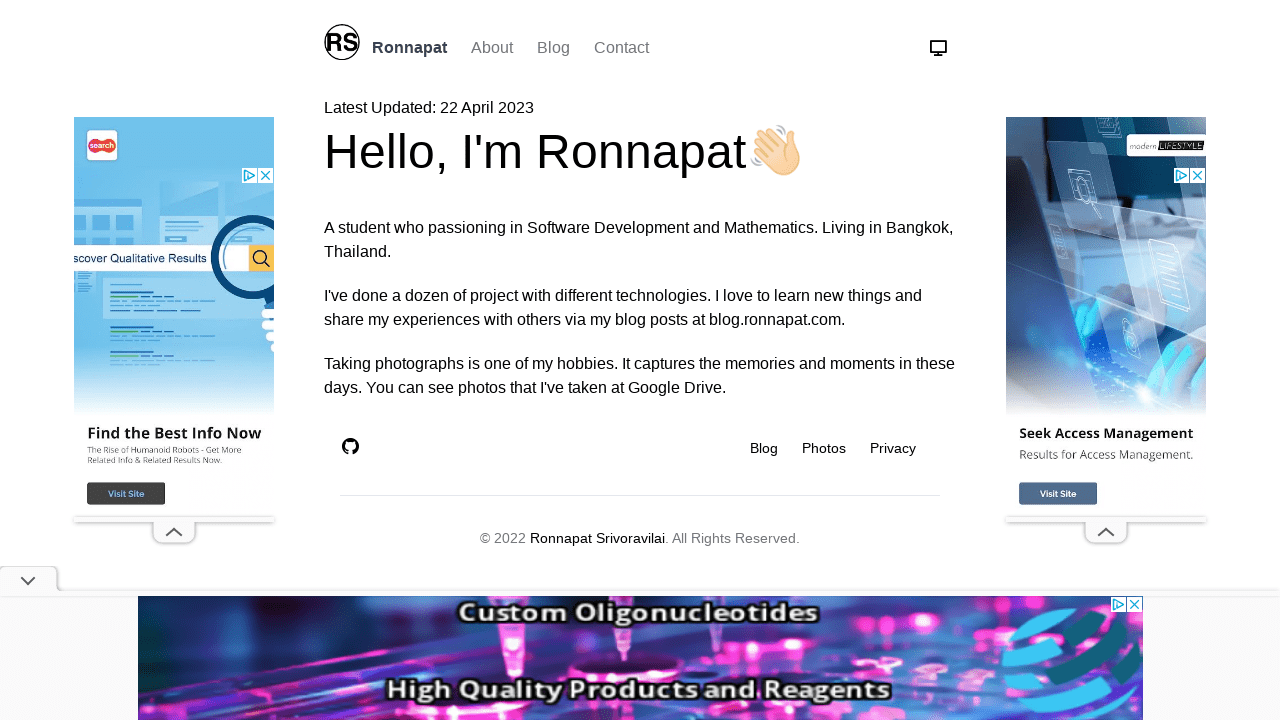 RS
Ronnapat
About
Blog
Contact
Latest Updated: 22 April 2023
Hello, I'm Ronnapat
A student who passioning in Software Development and Mathematics. Living in Bangkok,
Thailand.
I've done a dozen of project with different technologies. I love to learn new things and
share my experiences with others via my blog posts at blog.ronnapat.com.
Taking photographs is one of my hobbies. It captures the memories and moments in these
days. You can see photos that I've taken at Google Drive.
Blog
Photos
Privacy
© 2022 Ronnapat Srivoravilai. All Rights Reserved.
search
scover Qualitative Results
Find the Best Info Now
The Rise of Humanoid Robots - Get More
Related Info & Related Results Now.
Visit Site
modern LIFESTYLE
Seek Access Management
Results for Access Management.
Visit Site
Custom Oligonucleotides
High Quality Products and Reagents